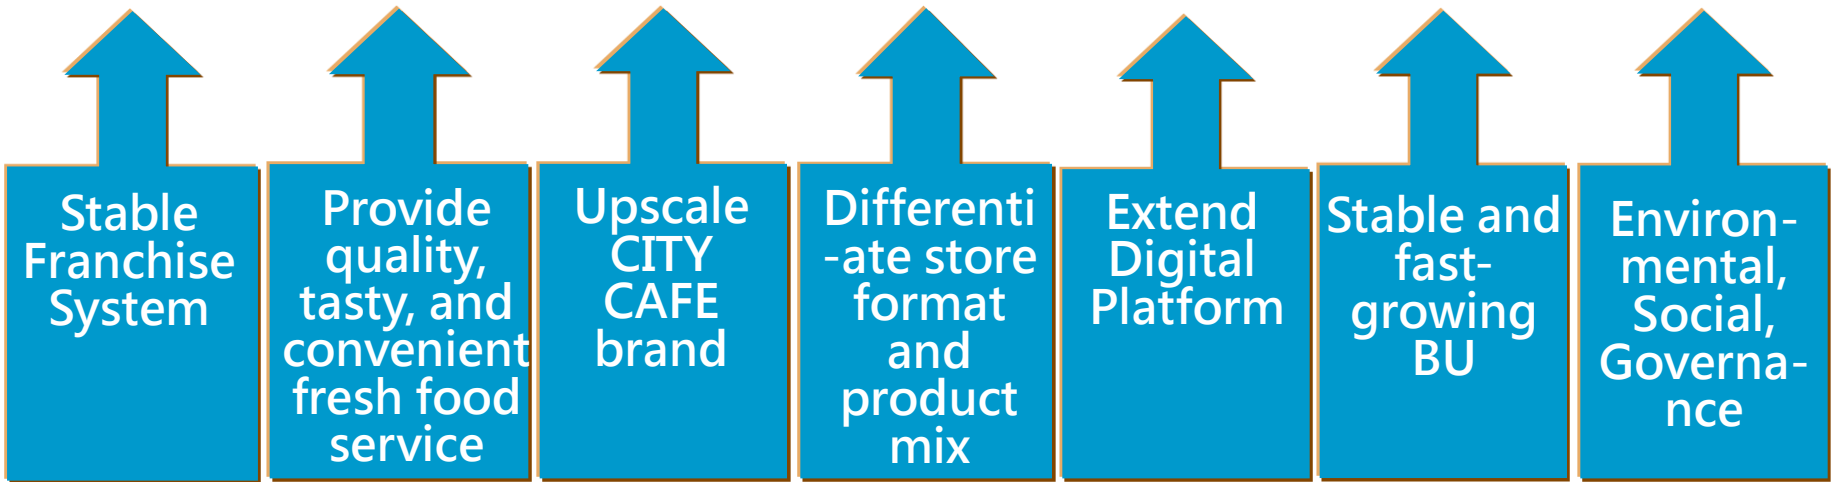 Stable
Franchise
System
Provide
quality,
tasty, and
convenient
fresh food
service
Upscale
CITY
CAFE
brand
Differenti
-ate store
format
and
product
mix
Extend
Digital
Platform
Stable and
fast-
growing
BU
Environ-
mental,
Social,
Governa-
nce